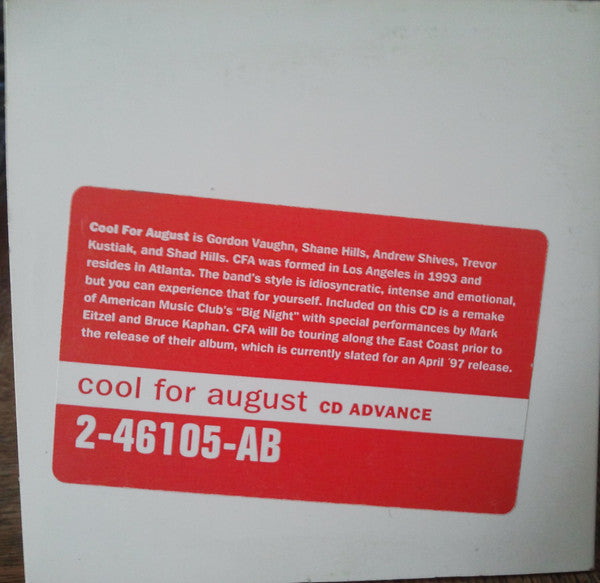 Cool For August is Gordon Vaughn, Shane Hills, Andrew Shives, Trevor
Kustiak, and Shad Hills. CFA was formed in Los Angeles in 1993 and
resides in Atlanta. The band's style is idiosyncratic, intense and emotional,
but you can experience that for yourself. Included on this CD is a remake
of American Music Club's "Big Night" with special performances by Mark
Eitzel and Bruce Kaphan. CFA will be touring along the East Coast prior to
the release of their album, which is currently slated for an April '97 release.
cool for august CD ADVANCE
2-46105-AB